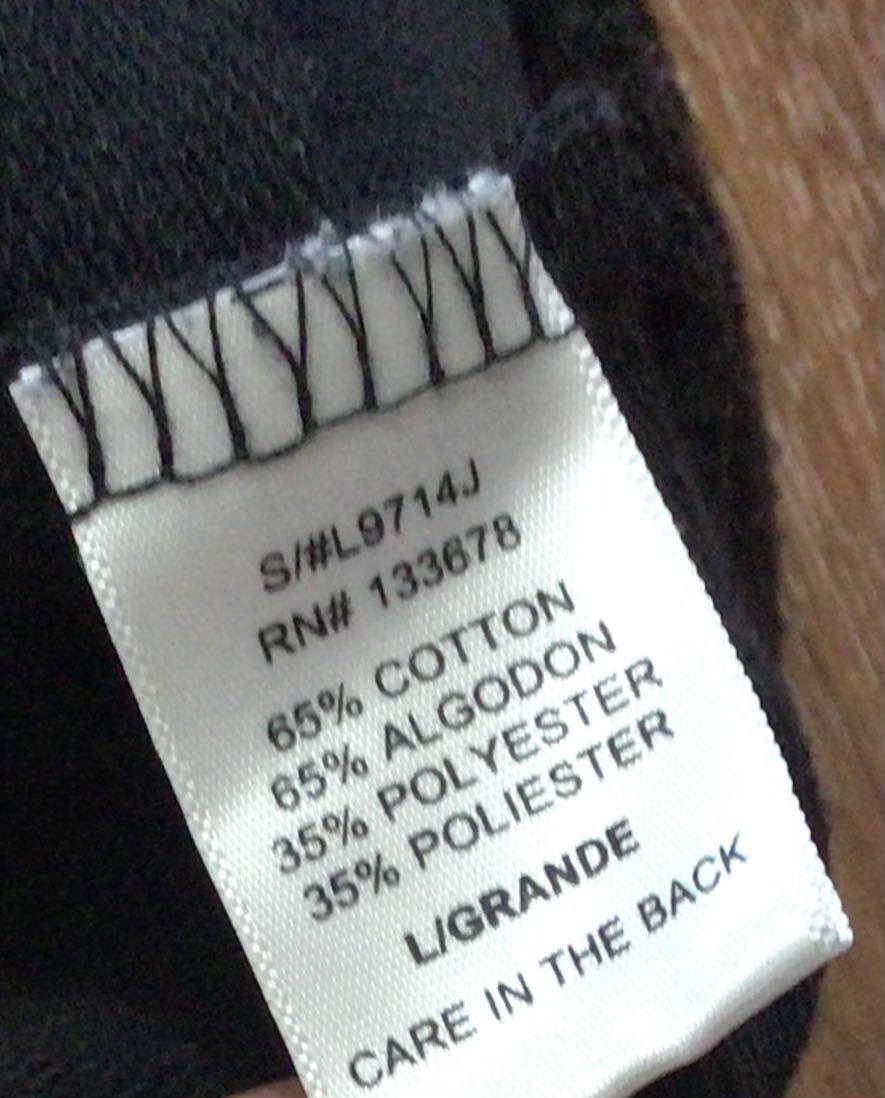 S/#L9714J
RN# 133678
65% COTTON
65% ALGODON
35% POLYESTER
35% POLIESTER
L/GRANDE
CARE IN THE BACK